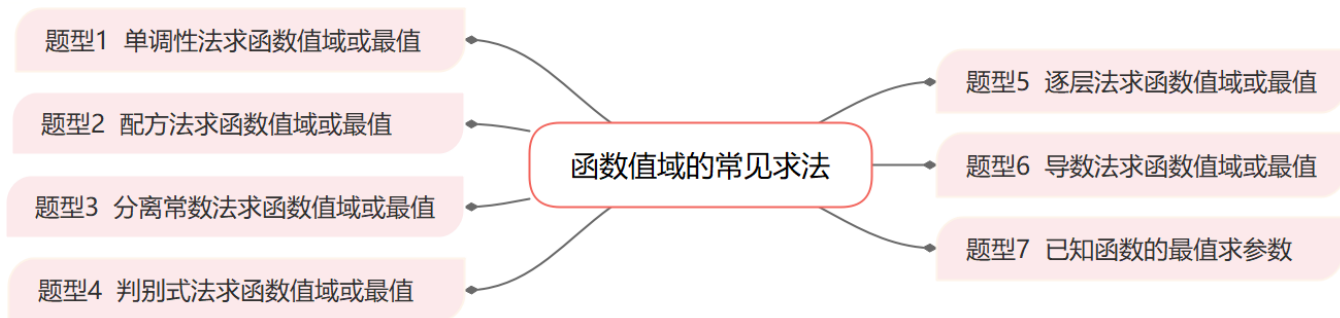 题型1 单调性法求函数值域或最值
题型2 配方法求函数值域或最值
题型3 分离常数法求函数值域或最值
题型4 判别式法求函数值域或最值
函数值域的常见求法
题型5 逐层法求函数值域或最值
题型6 导数法求函数值域或最值
题型7 已知函数的最值求参数